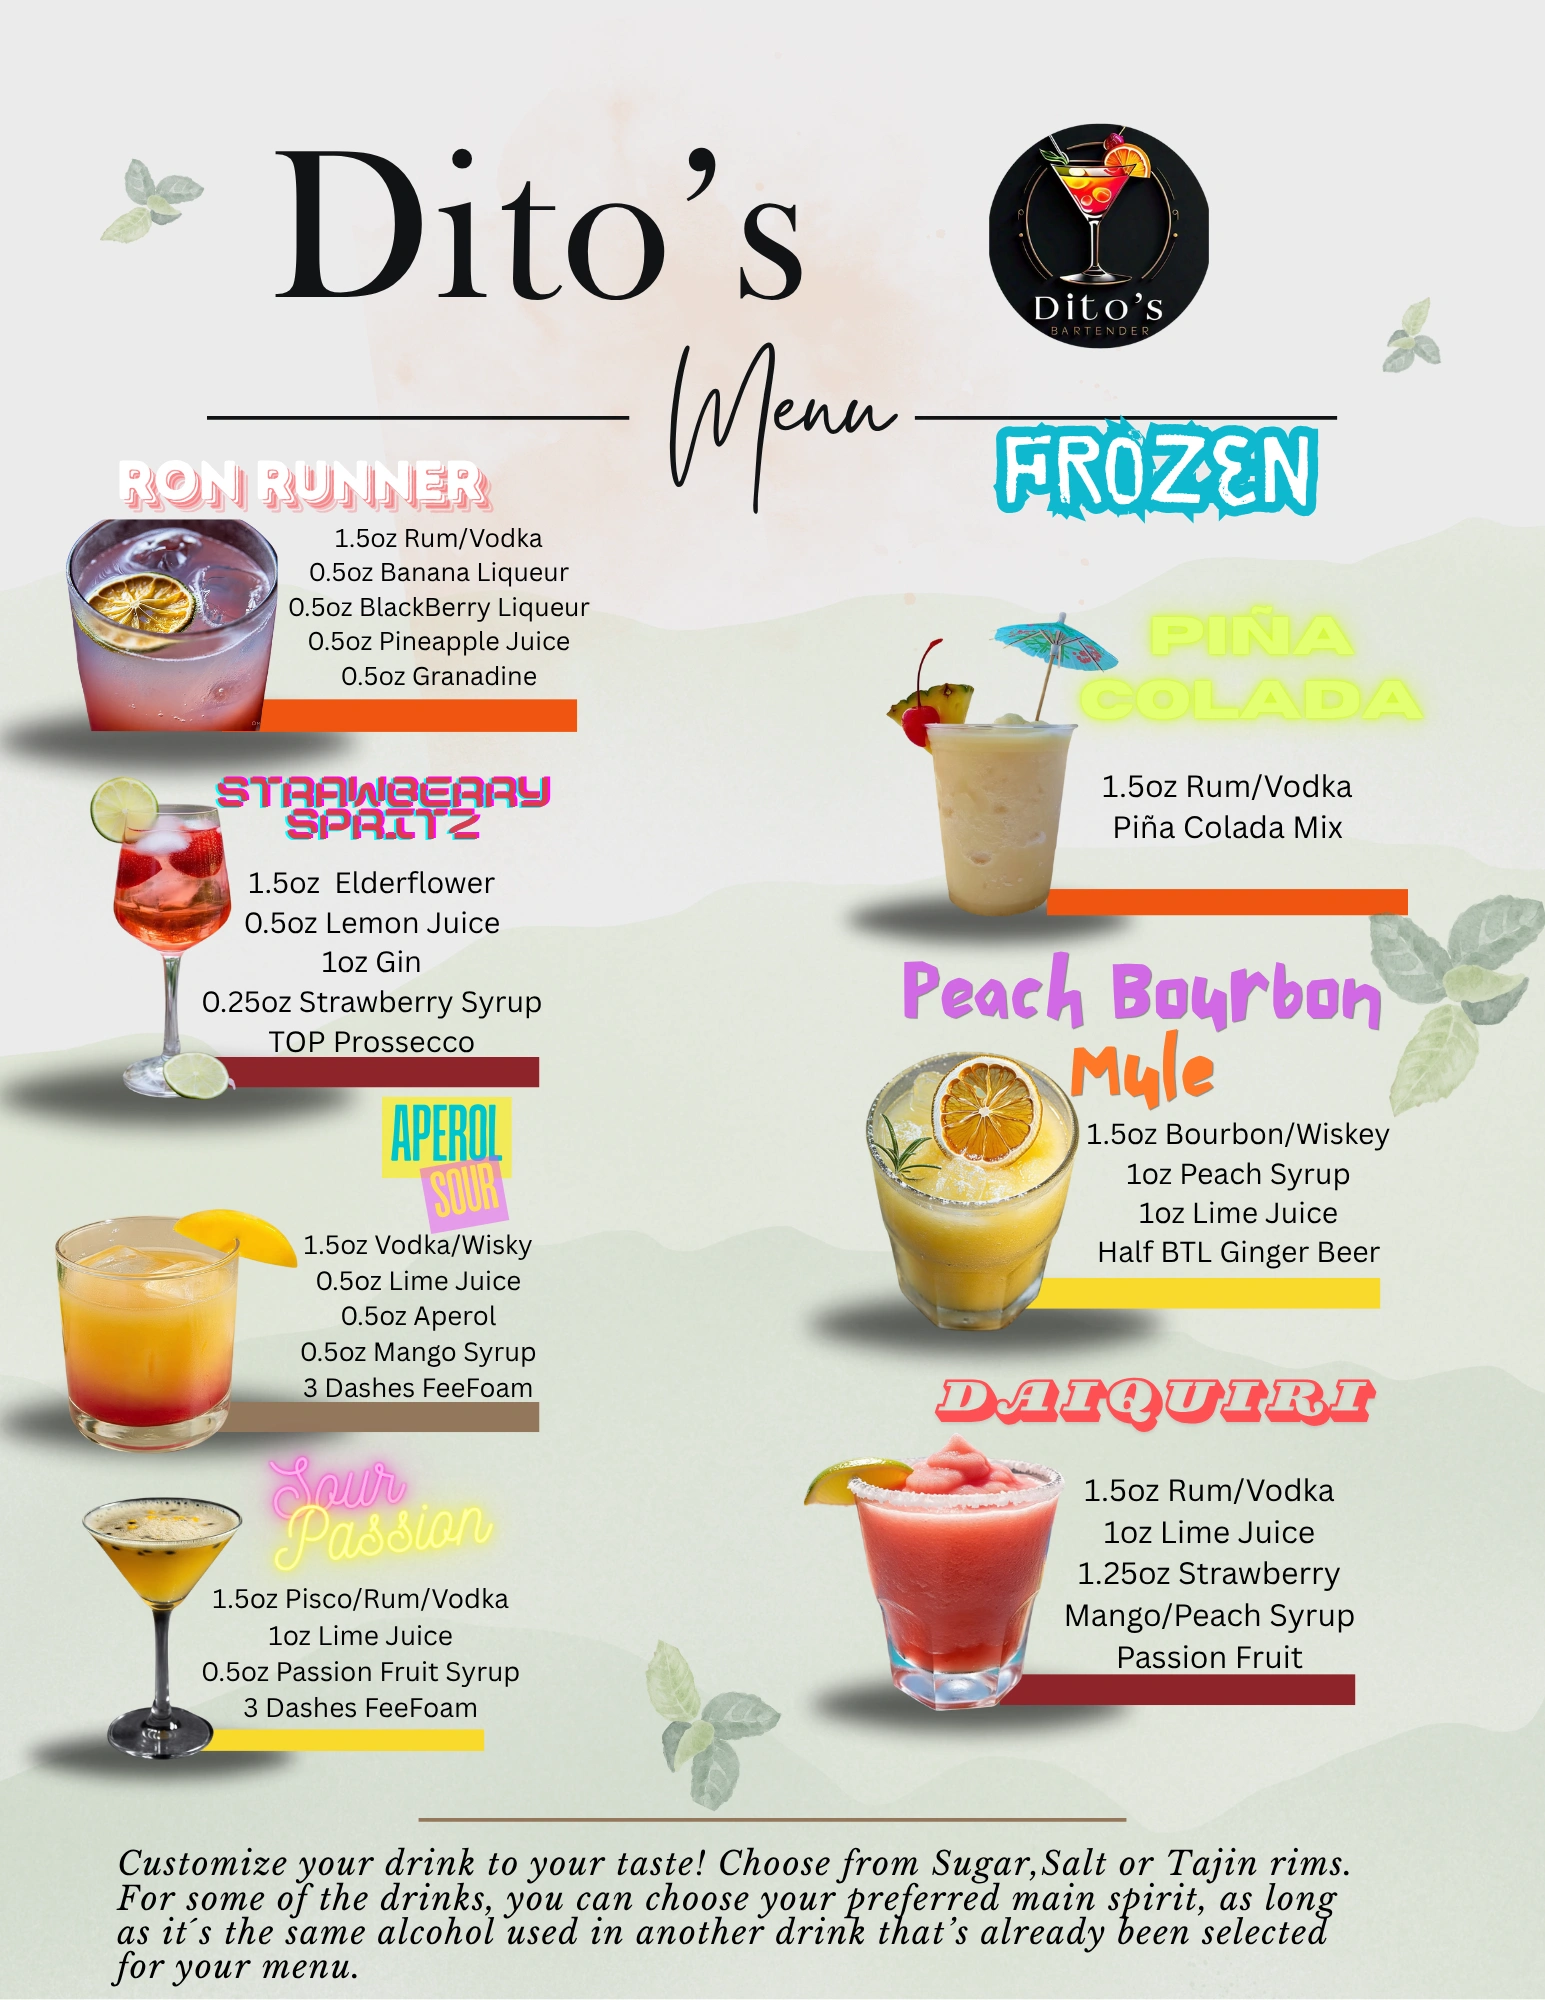 Dito’s
Dito’s
BARTENDER
Menu
RON RUNNER
1.5oz Rum/Vodka
0.5oz Banana Liqueur
0.5oz BlackBerry Liqueur
0.5oz Pineapple Juice
0.5oz Granadine
STRAWBERRY
SPRITZ
1.5oz Elderflower
0.5oz Lemon Juice
1oz Gin
0.25oz Strawberry Syrup
TOP Prossecco
APEROL
SOUR
1.5oz Vodka/Wisky
0.5oz Lime Juice
0.5oz Aperol
0.5oz Mango Syrup
3 Dashes FeeFoam
Sour
Passion
1.5oz Pisco/Rum/Vodka
1oz Lime Juice
0.5oz Passion Fruit Syrup
3 Dashes FeeFoam
FROZEN
PIÑA
COLADA
1.5oz Rum/Vodka
Piña Colada Mix
Peach Bourbon
Mule
1.5oz Bourbon/Wiskey
1oz Peach Syrup
1oz Lime Juice
Half BTL Ginger Beer
DAIQUIRI
1.5oz Rum/Vodka
1oz Lime Juice
1.25oz Strawberry
Mango/Peach Syrup
Passion Fruit
Customize your drink to your taste! Choose from Sugar,Salt or Tajin rims.
For some of the drinks, you can choose your preferred main spirit, as long
as it´s the same alcohol used in another drink that’s already been selected
for your menu.